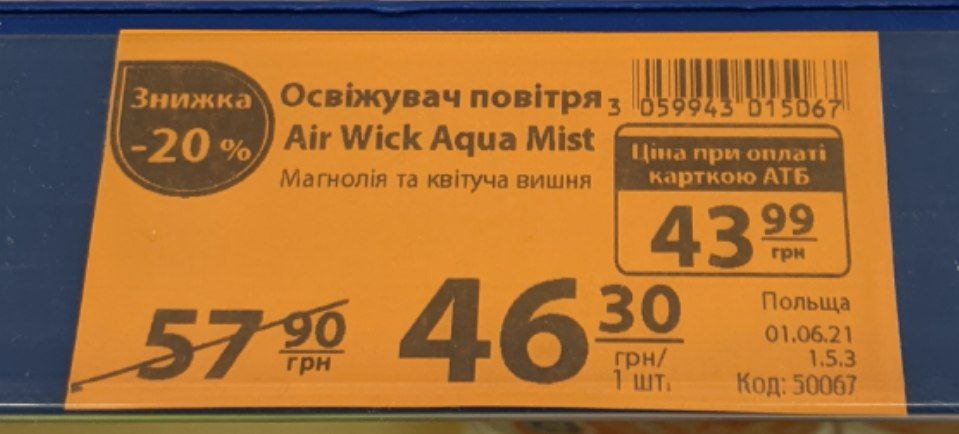 Знижка
-20 %
Освіжувач повітря
Air Wick Aqua Mist
Магнолія та квітуча вишня
3 059943 015067
Ціна при оплаті
карткою АТБ
43 99
грн
57 90
грн
46 30
грн/
1 шт.
Польща
01.06.21
1.5.3
Код: 50067